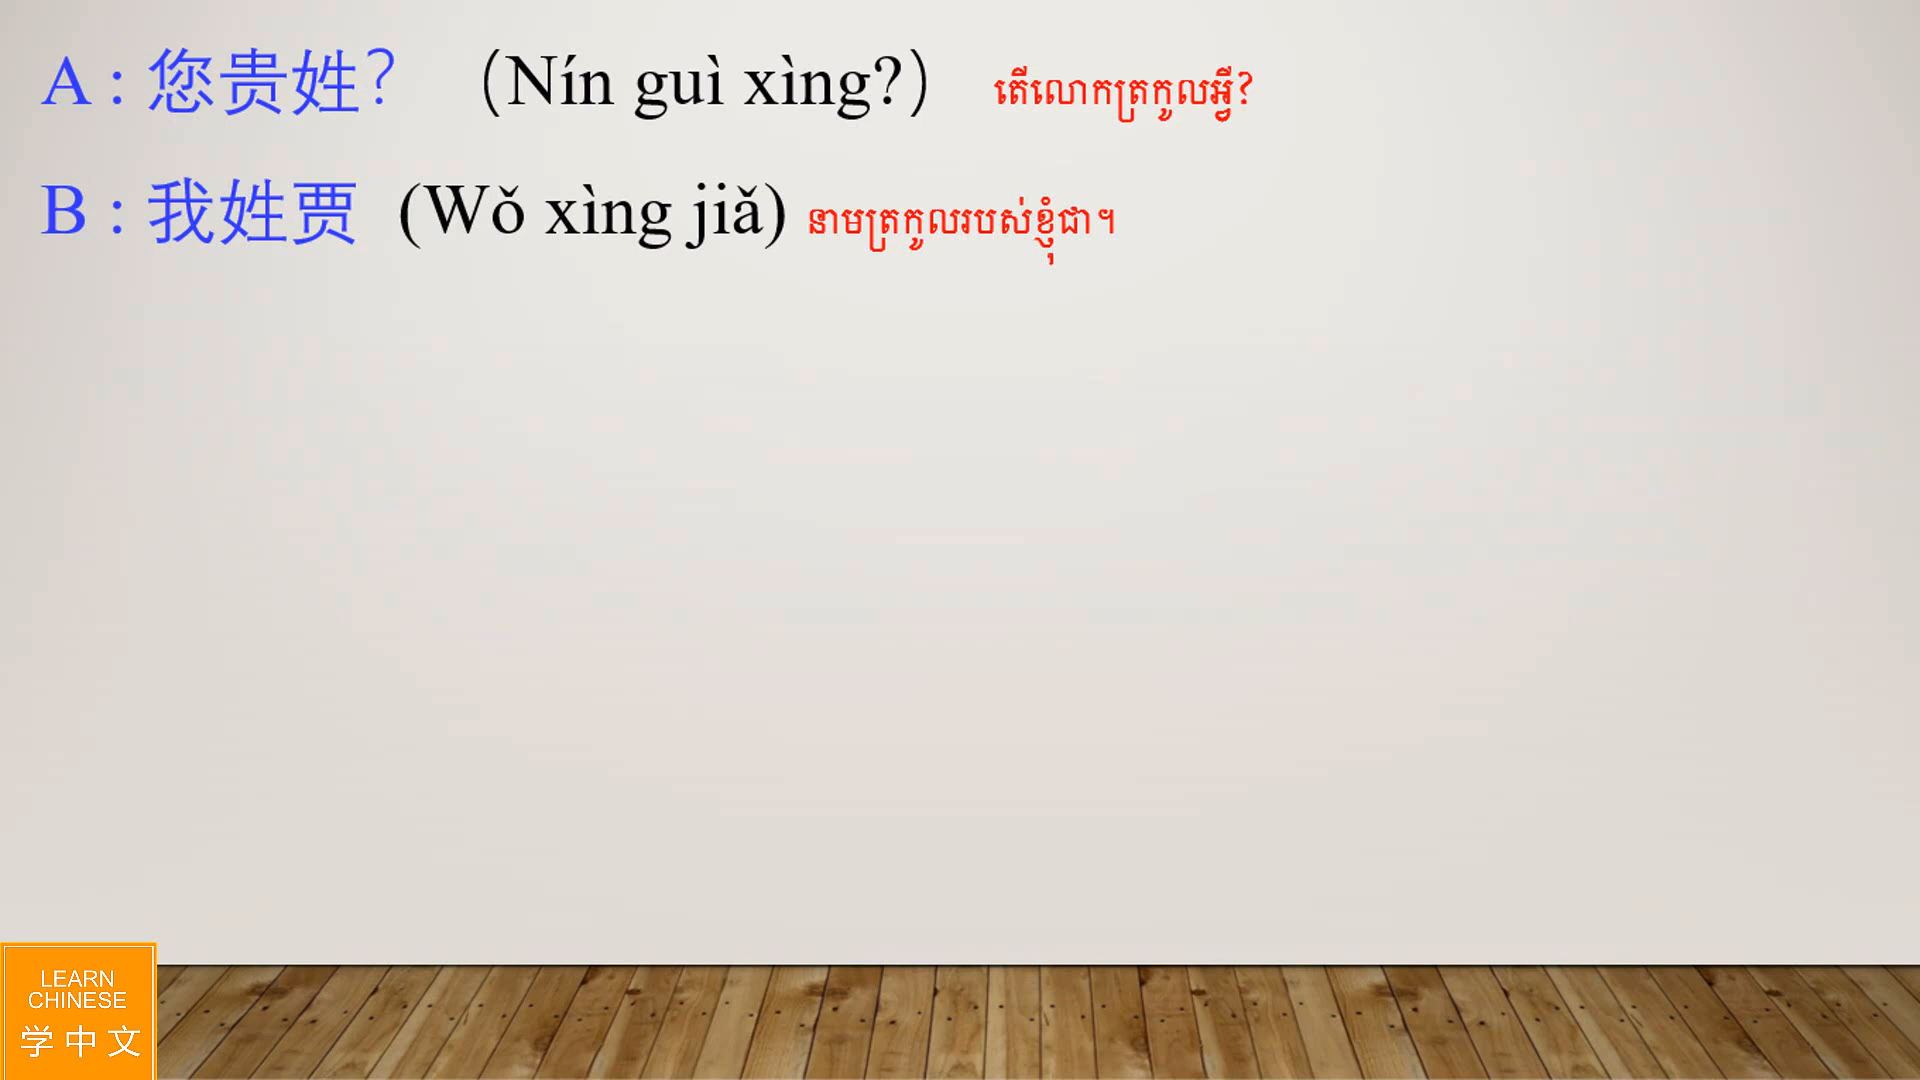 A : 您贵姓？ （Nín guì xìng?） តើលោកត្រកូលអ្វី?
B : 我姓贾 (Wǒ xìng jiǎ) នាមត្រកូលរបស់ខ្ញុំជា។
LEARN
CHINESE
学中文